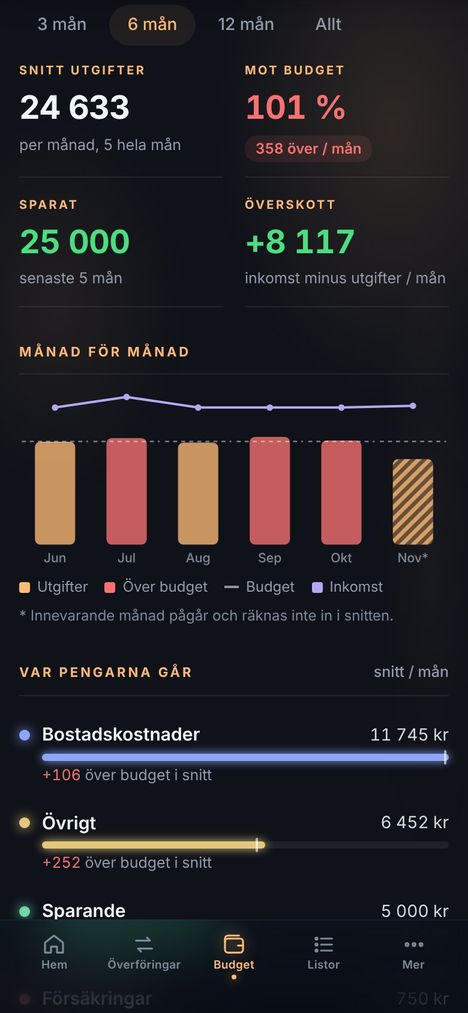 3 mån 6 mån 12 mån Allt
SNITT UTGIFTER MOT BUDGET
24 633 101 %
per månad, 5 hela mån 358 över / mån
SPARAT ÖVERSKOTT
25 000 +8 117
senaste 5 mån inkomst minus utgifter / mån
MÅNAD FÖR MÅNAD
Jun Jul Aug Sep Okt Nov*
Utgifter Över budget Budget Inkomst
* Innevarande månad pågår och räknas inte in i snitten.
VAR PENGARNA GÅR snitt / mån
Bostadskostnader 11 745 kr
+106 över budget i snitt
Övrigt 6 452 kr
+252 över budget i snitt
Sparande 5 000 kr
Hem Överföringar Budget Listor Mer
Försäkringar 750 kr